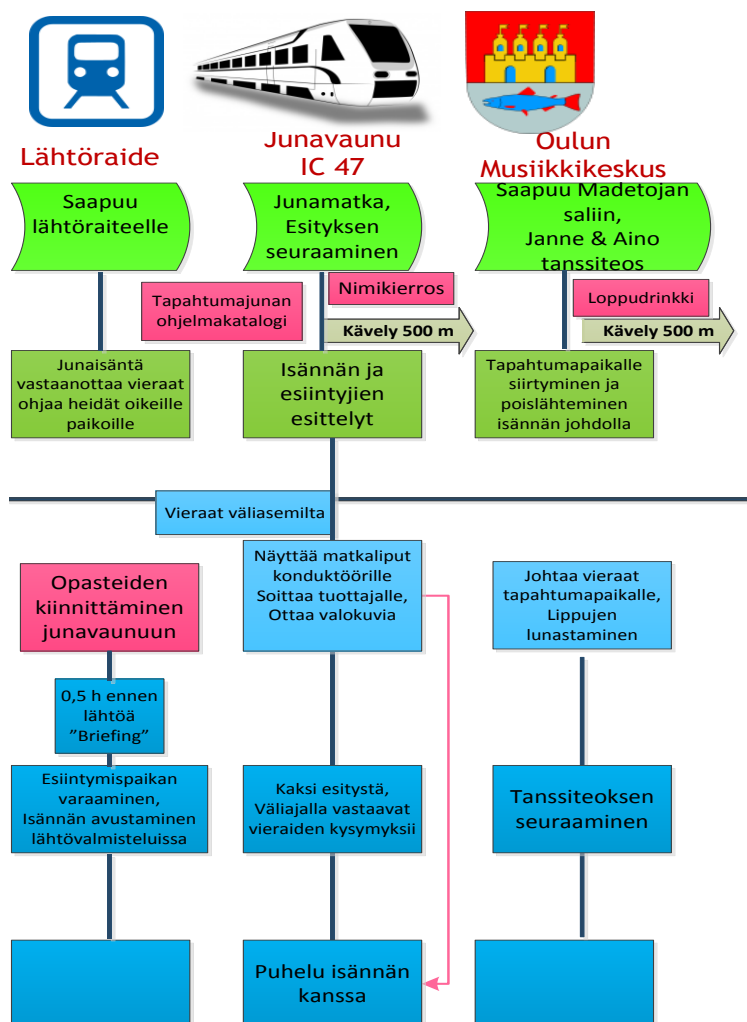 Lähtöraide
Junavaunu
IC 47
Oulun
Musiikkikeskus
Saapuu
lähtöraiteelle
Junamatka,
Esityksen
seuraaminen
Saapuu Madetojan
saliin,
Janne & Aino
tanssiteos
Tapahtumajunan
ohjelmakatalogi
Nimikierros
Kävely 500 m
Loppudrinkki
Kävely 500 m
Junaisäntä
vastaanottaa vieraat
ohjaa heidät oikeille
paikoille
Isännän ja
esiintyjien
esittelyt
Tapahtumapaikalle
siirtyminen ja
poislähteminen
isännän johdolla
Vieraat väliasemilta
Opasteiden
kiinnittäminen
junavaunuun
Näyttää matkaliput
konduktöörille
Soittaa tuottajalle,
Ottaa valokuvia
Johtaa vieraat
tapahtumapaikalle,
Lippujen
lunastaminen
0,5 h ennen
lähtöä
”Briefing”
Esiintymispaikan
varaaminen,
Isännän avustaminen
lähtövalmisteluissa
Kaksi esitystä,
Väliajalla vastaavat
vieraiden kysymyksii
Tanssiteoksen
seuraaminen
Puhelu isännän
kanssa